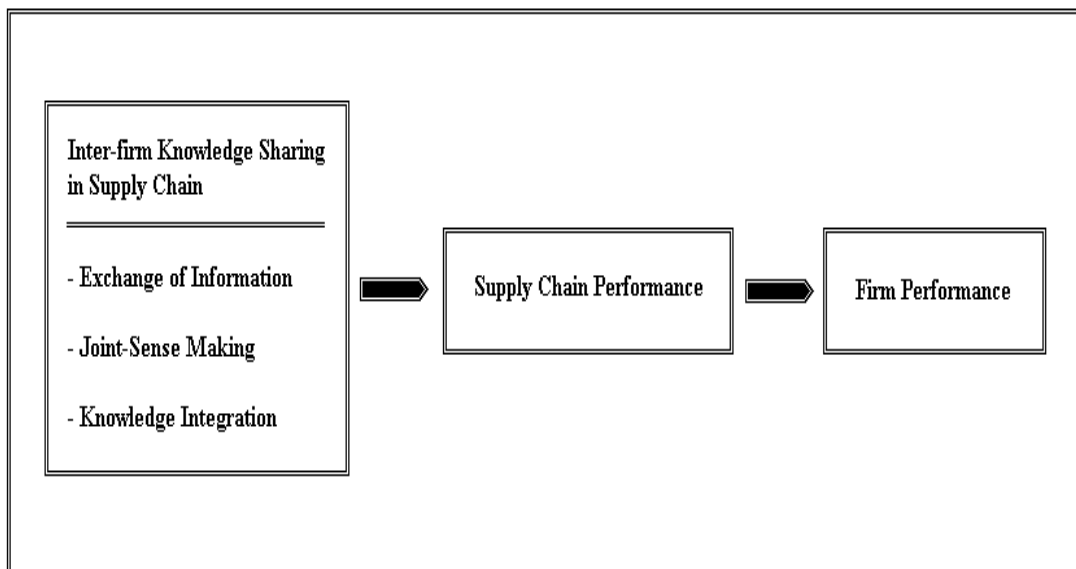 Inter-firm Knowledge Sharing
in Supply Chain
- Exchange of Information
- Joint-Sense Making
- Knowledge Integration
Supply Chain Performance
Firm Performance